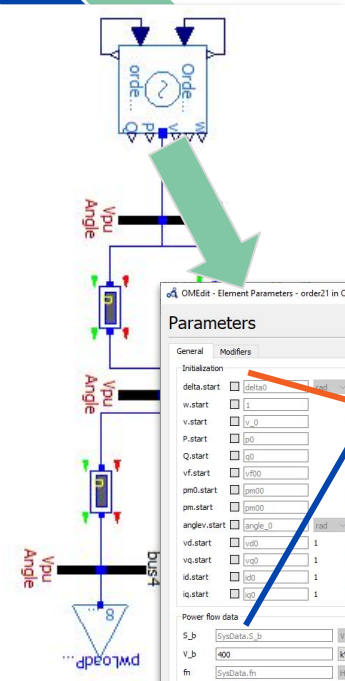 Orde...
orde...
Q P v w
Vpu
Angle
n
OMEdit - Element Parameters - order21 in O
Parameters
General Modifiers
Initialization
delta.start delta0 rad
w.start 1
v.start v_0
P.start p0
Q.start q0
vf.start vf00
pm0.start pm00
pm.start pm00
anglev.start angle_0 rad
vd.start vd0 1
vq.start vq0 1
id.start id0 1
iq.start iq0 1
Vpu
Angle
n
bus4
Vpu
Angle
pwLoadP...
Power flow data
S_b SysData.S_b V
V_b 400 k
fn SysData.fn H